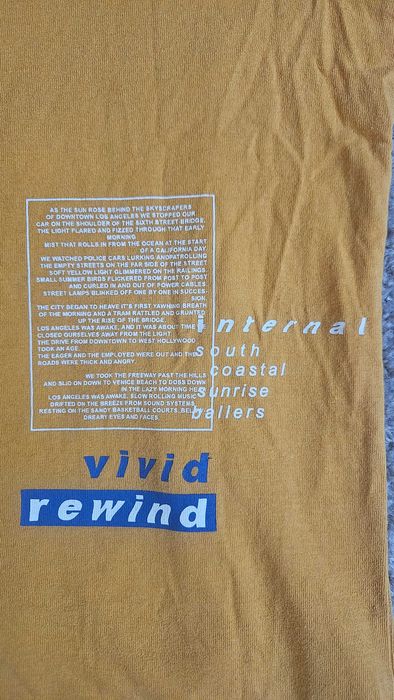 AS THE SUN ROSE BEHIND THE SKYSCRAPERS
OF DOWNTOWN LOS ANGELES WE STOPPED OUR
CAR ON THE SHOULDER OF THE SIXTH STREET BRIDGE.
THE LIGHT FLARED AND FIZZED THROUGH THAT EARLY
MORNING
MIST THAT ROLLS IN FROM THE OCEAN AT THE START
OF A CALIFORNIA DAY.
WE WATCHED POLICE CARS LURKING ANDPATROLLING
THE EMPTY STREETS ON THE FAR SIDE OF THE STREET
SOFT YELLOW LIGHT GLIMMERED ON THE RAILINGS.
SMALL SUMMER BIRDS FLICKERED FROM POST TO POST
AND CURLED IN AND OUT OF POWER CABLES
STREET LAMPS BLINKED OFF ONE BY ONE IN SUCCES-
SION.
THE CITY BEGAN TO HEAVE IT'S FIRST YAWNING BREATH
OF THE MORNING AND A TRAM RATTLED AND GRUNTED
UP THE RISE OF THE BRIDGE.
LOS ANGELES WAS AWAKE, AND IT WAS ABOUT TIME
CLOSED OURSELVES AWAY FROM THE LIGHT.
THE DRIVE FROM DOWNTOWN TO WEST HOLLYWOOD
TOOK AN AGE.
THE EAGER AND THE EMPLOYED WERE OUT AND THE
ROADS WERE THICK AND ANGRY.
WE TOOK THE FREEWAY PAST THE HILLS
AND SLID ON DOWN TO VENICE BEACH TO DOSS DOWN
IN THE LAZY MORNING
LOS ANGELES WAS AWAKE, SLOW ROLLING MUSIC
DRIFTED ON THE BREEZE FROM SOUND SYSTEMS
RESTING ON THE SANDY BASKETBALL COURTS,
DREARY EYES AND FACES.
internal
south
coastal
sunrise
ballers
vivid
rewind